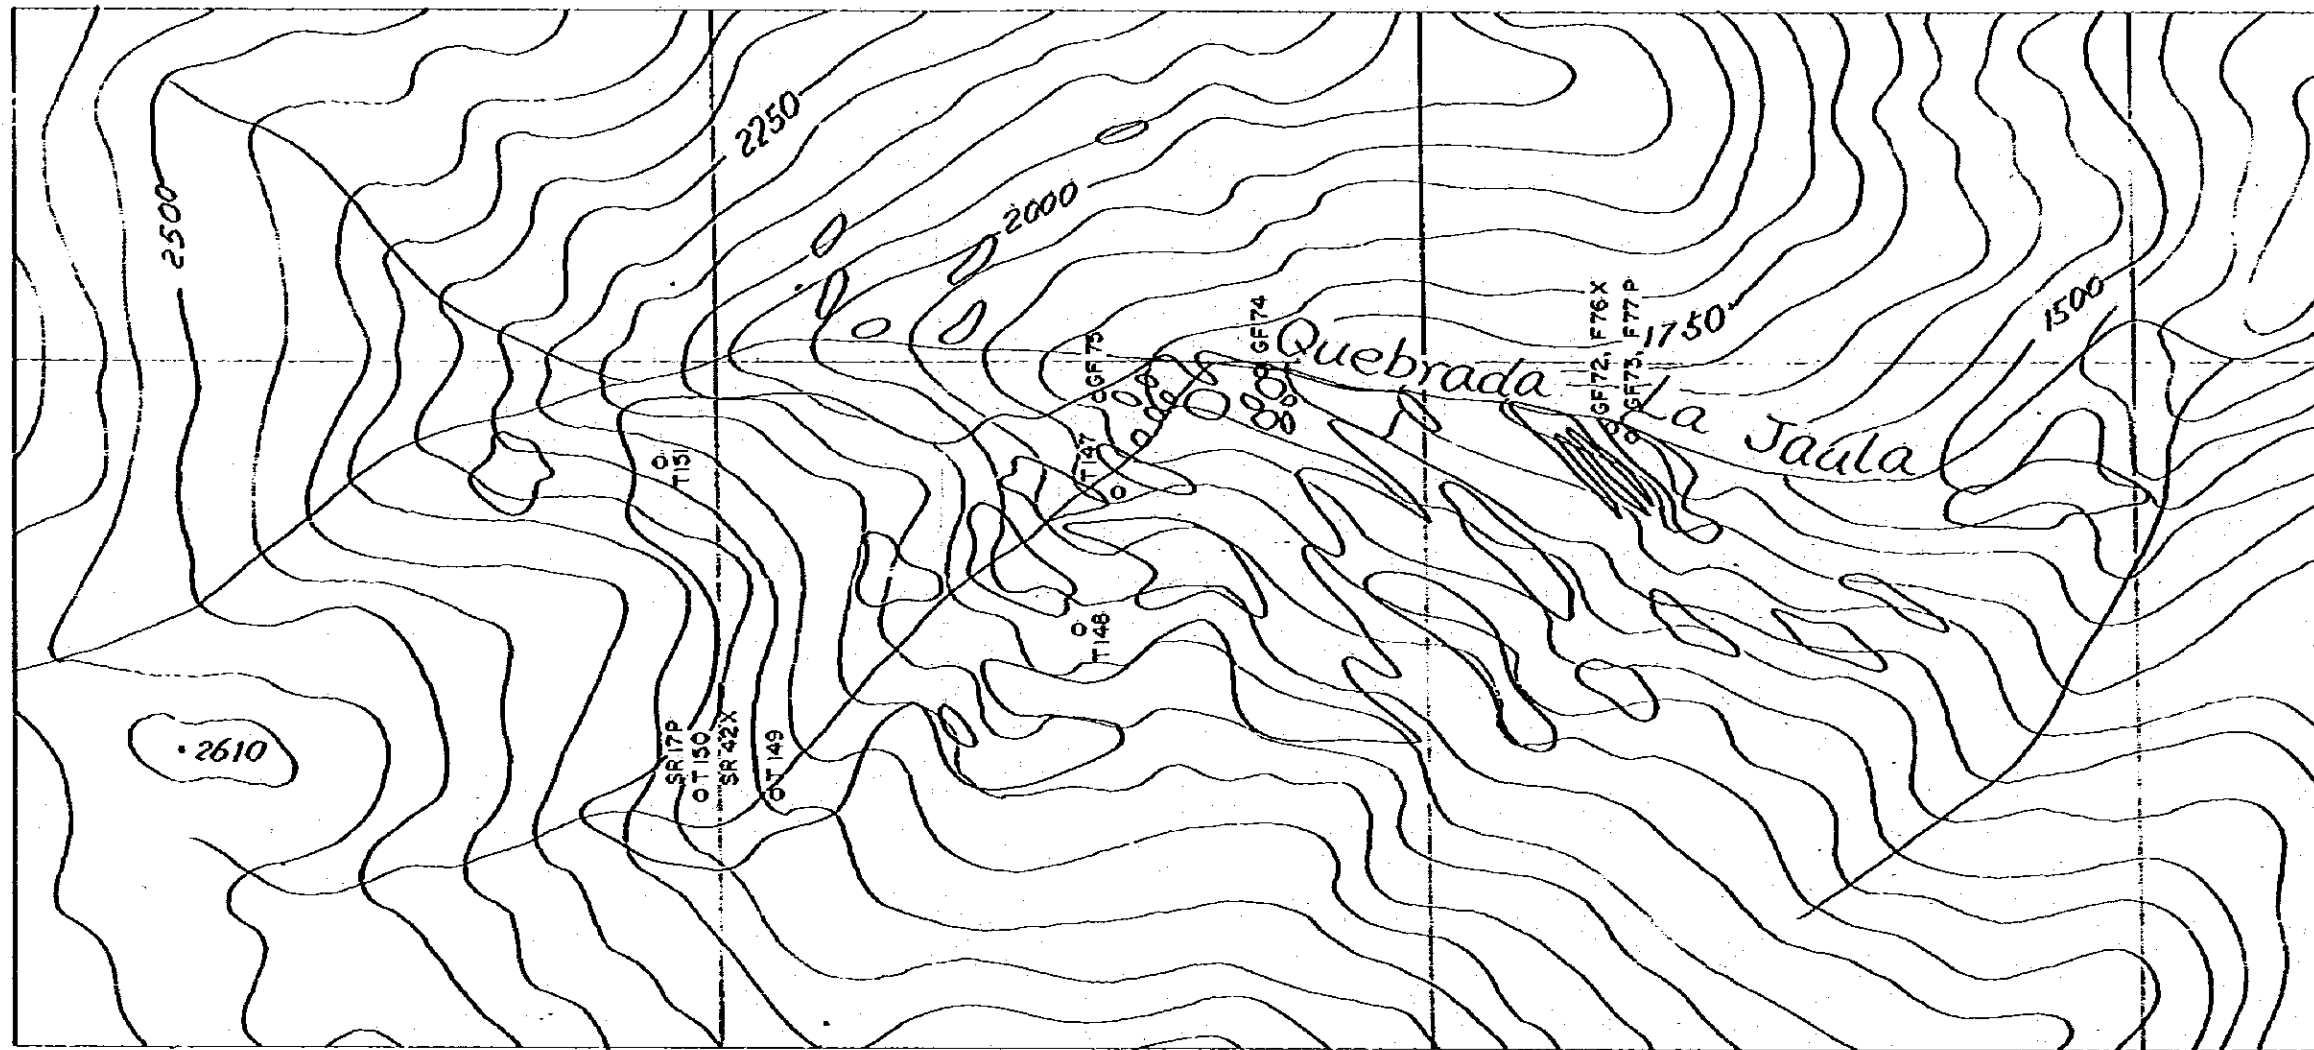 2250
2500
2000
1500
1750
Quebrada La Jaula
GF75
GF74
GF72, F76X
GF73, F77P
T147
T151
T148
SR17P
T150
SR42X
T149
2610